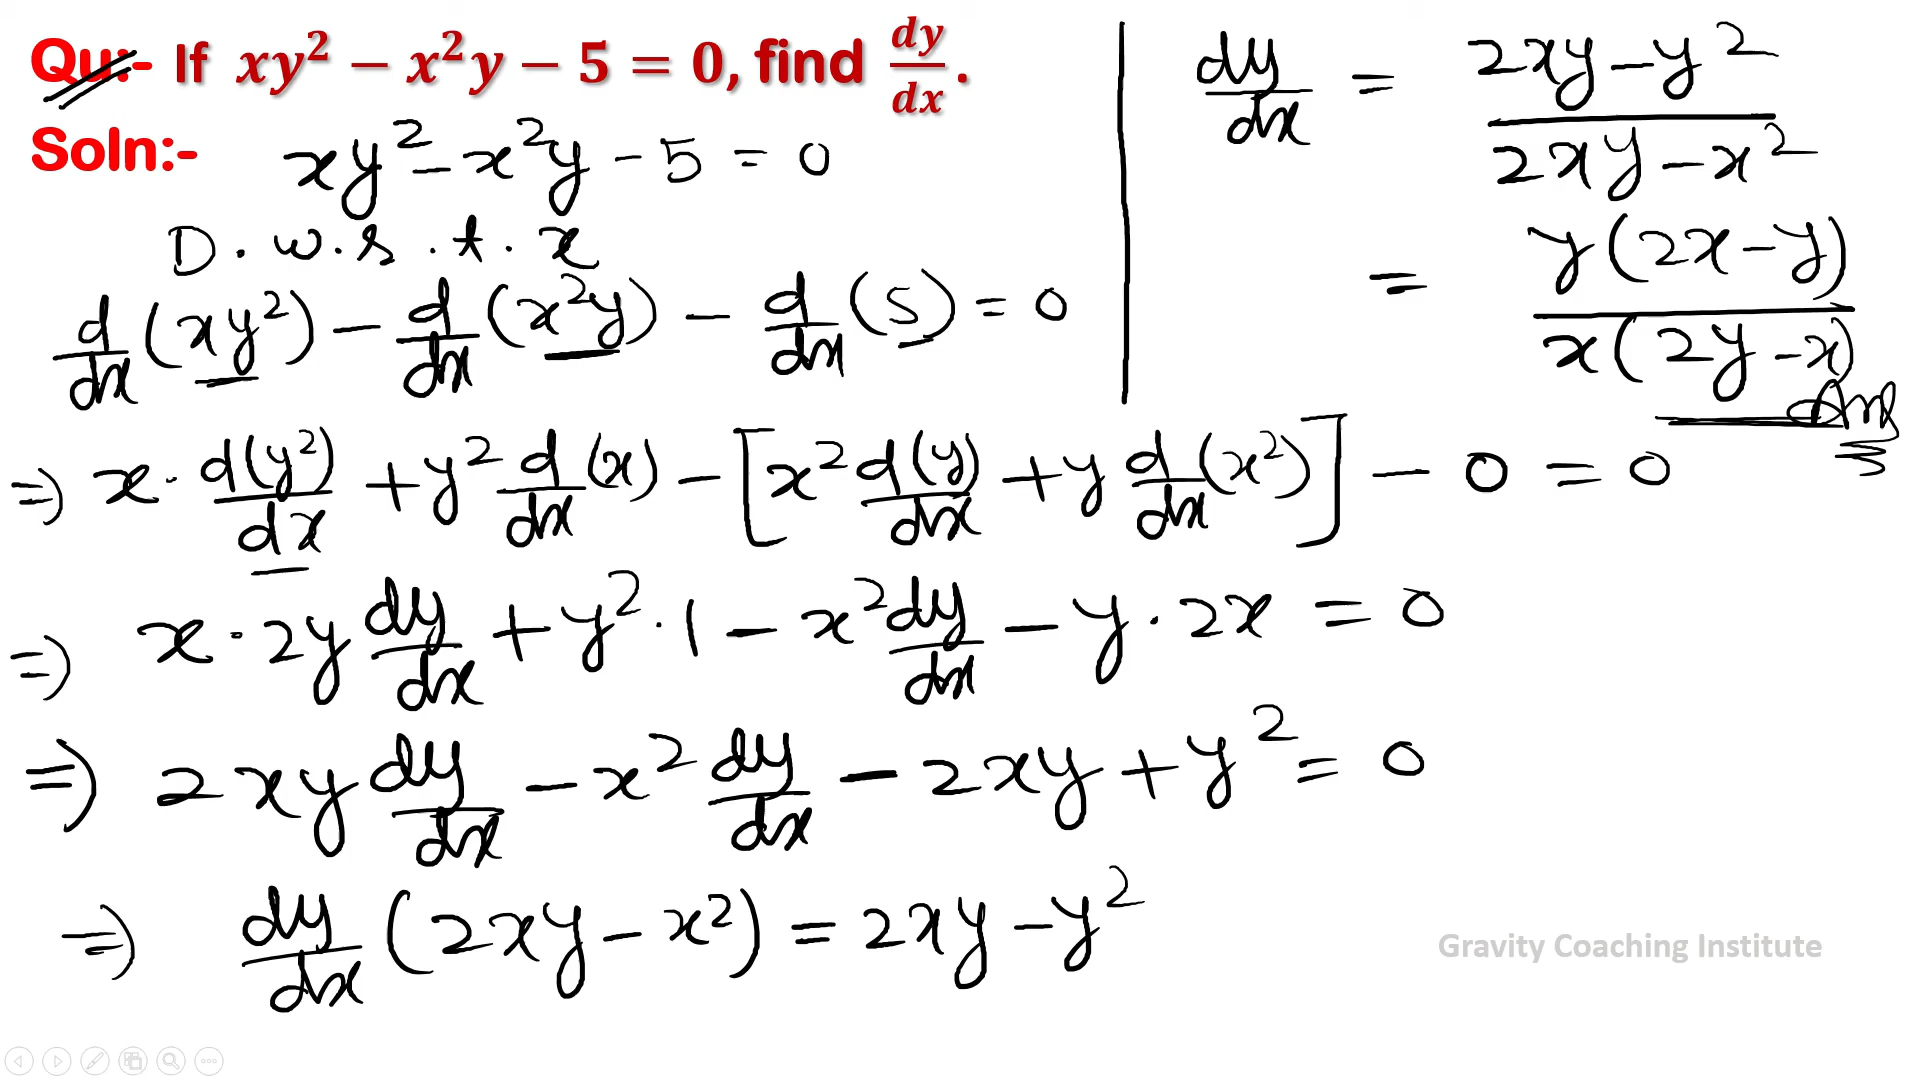 Qu:- If xy² − x²y − 5 = 0, find dy/dx.
Soln:- xy² − x²y − 5 = 0
D.w.r.t.x
d/dx (xy²) − d/dx (x²y) − d/dx (5) = 0
⇒ x · d(y²)/dx + y² d/dx (x) − [x² d(y)/dx + y d/dx (x²)] − 0 = 0
⇒ x · 2y dy/dx + y² · 1 − x² dy/dx − y · 2x = 0
⇒ 2xy dy/dx − x² dy/dx − 2xy + y² = 0
⇒ dy/dx (2xy − x²) = 2xy − y²
dy/dx = (2xy − y²)/(2xy − x²)
= y(2x − y)/x(2y − x)
Ans
Gravity Coaching Institute